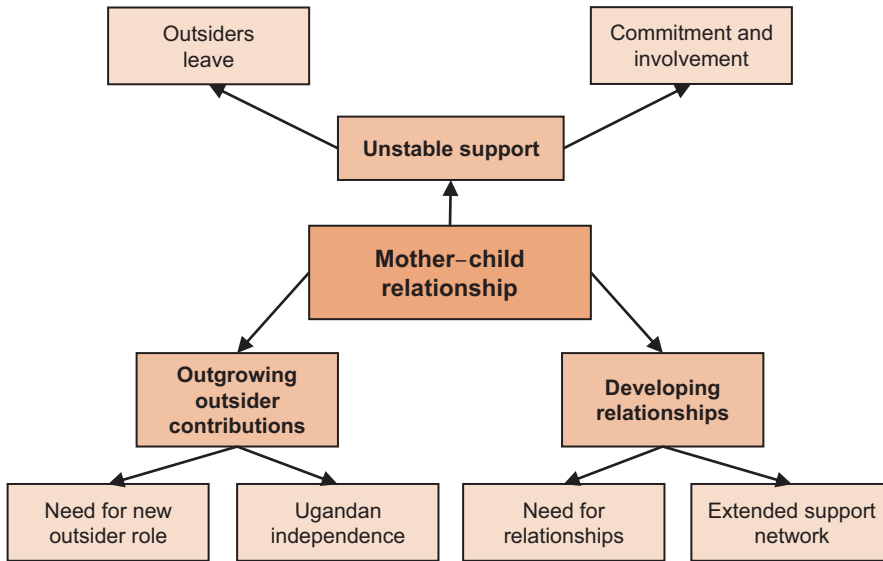 Outsiders
leave
Commitment and
involvement
Unstable support
Mother–child
relationship
Outgrowing
outsider
contributions
Developing
relationships
Need for new
outsider role
Ugandan
independence
Need for
relationships
Extended support
network